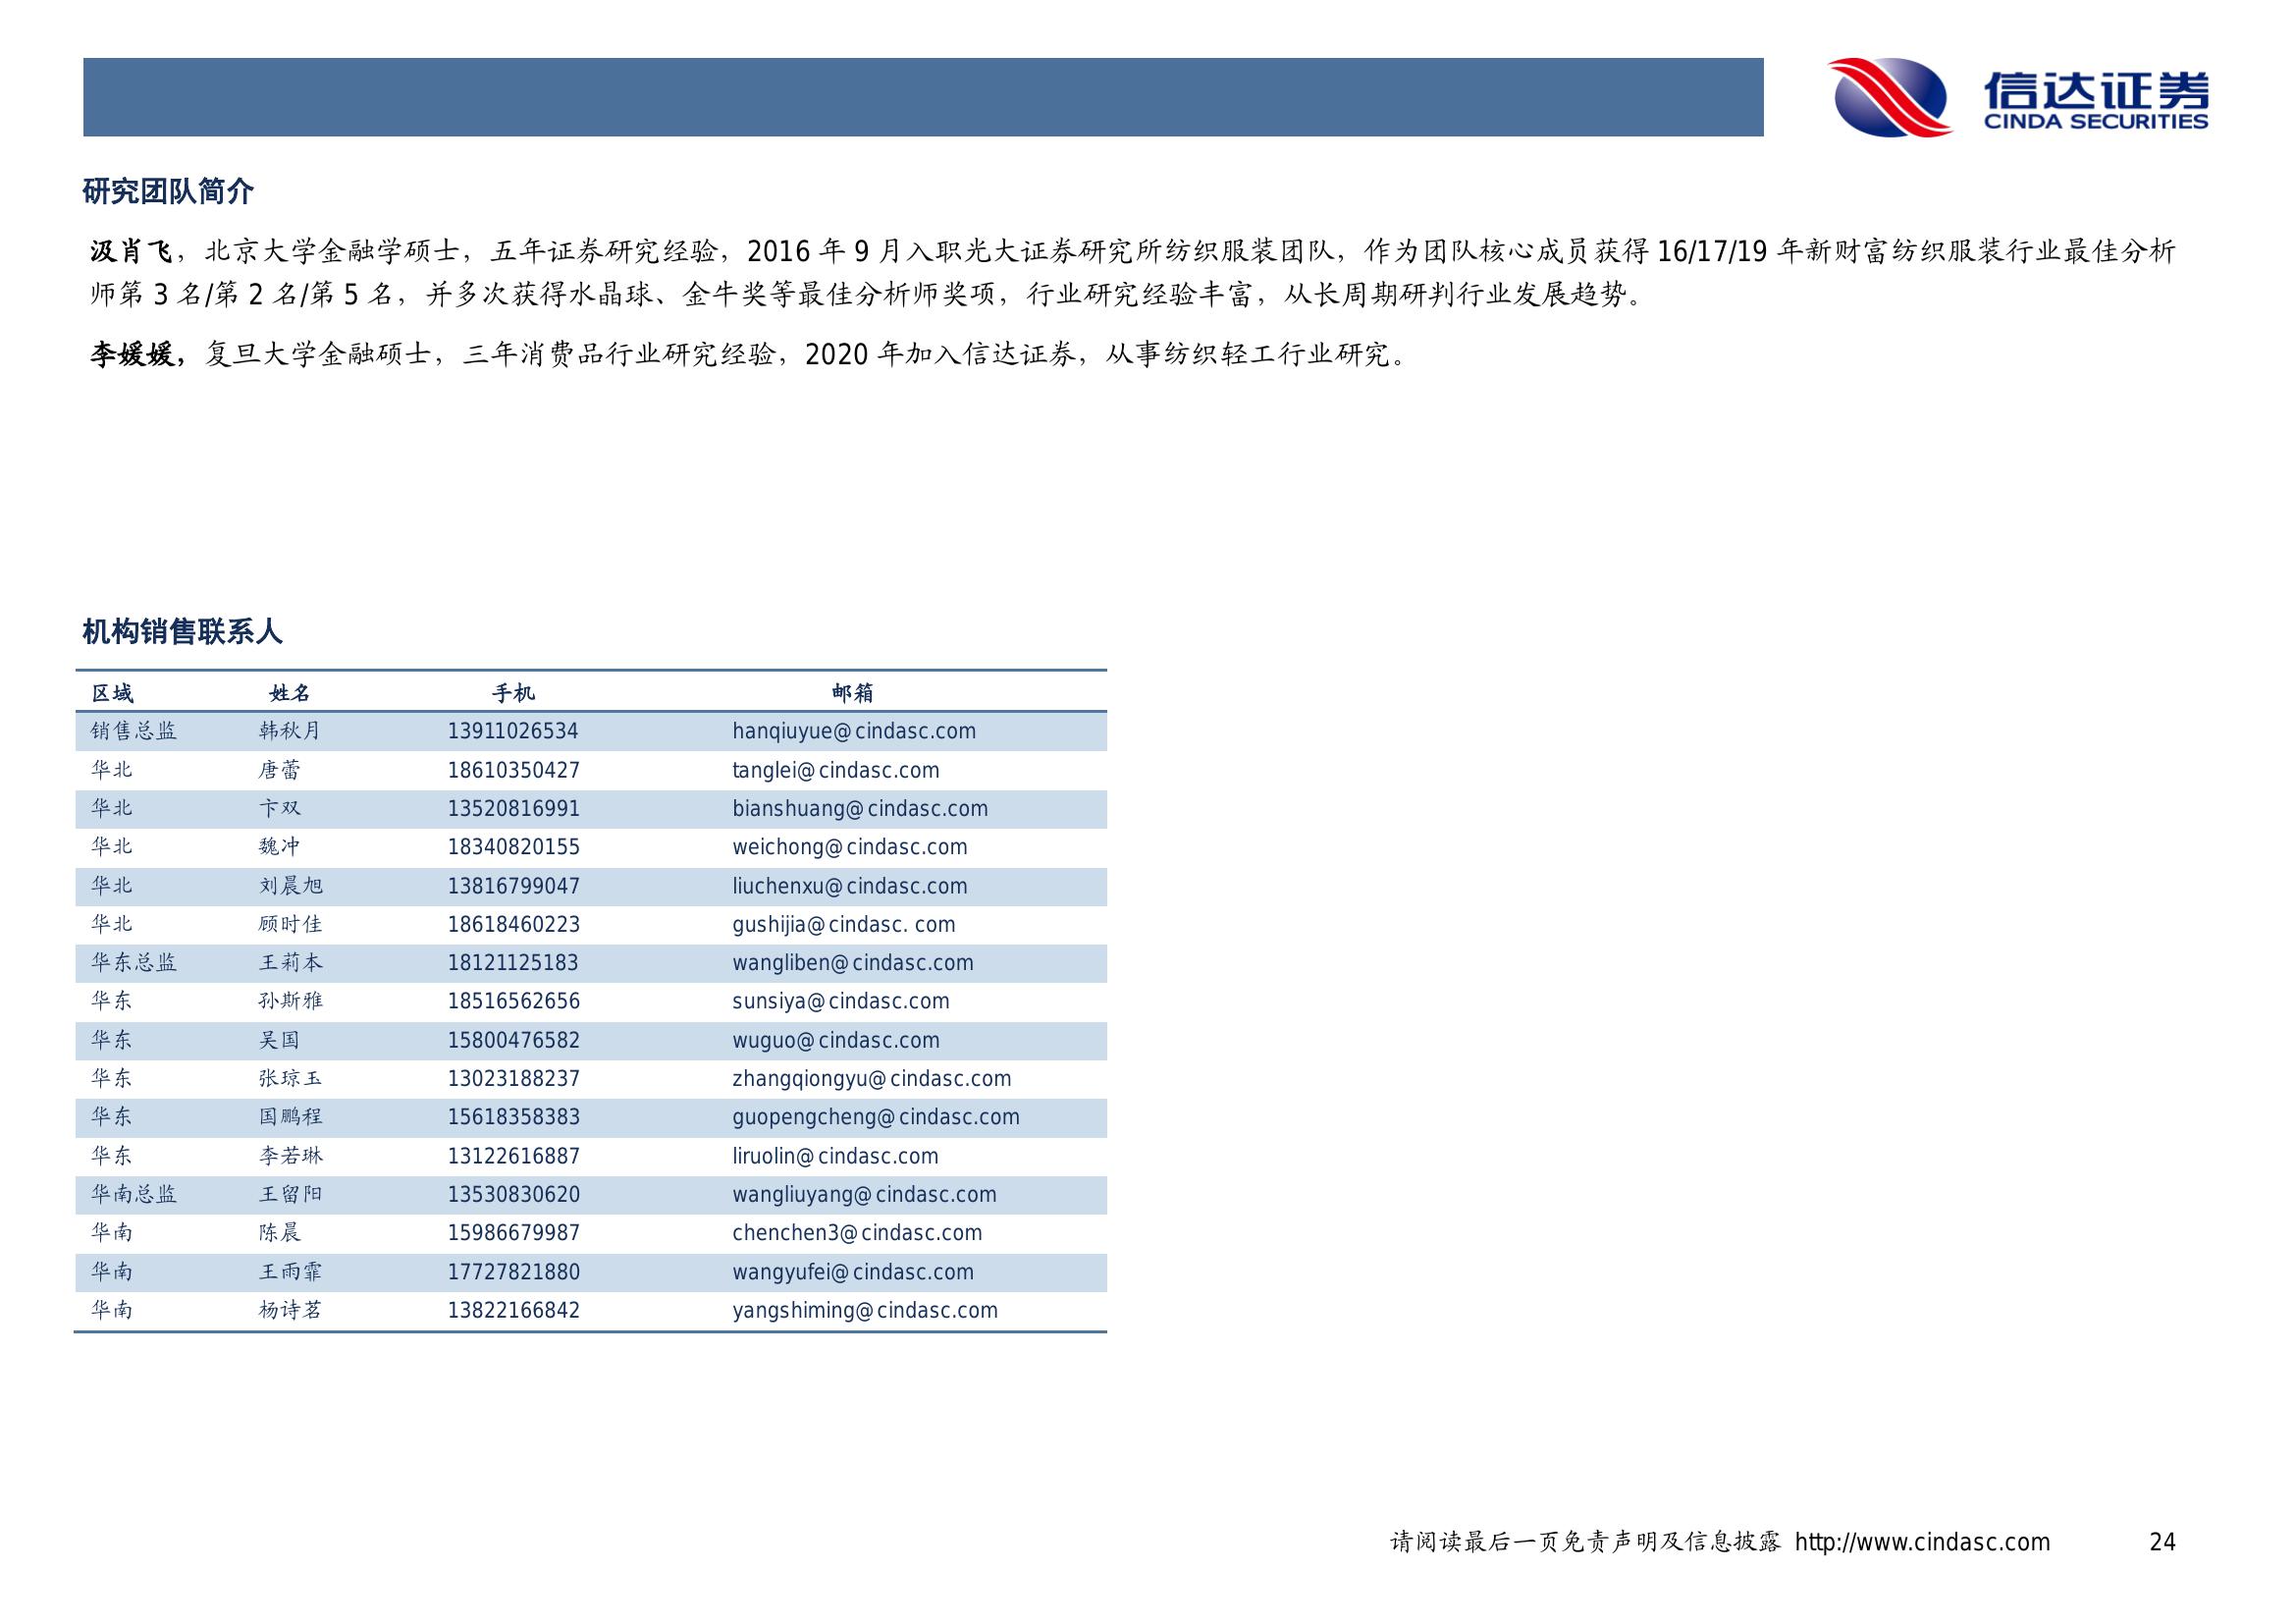 信达证券
CINDA SECURITIES
研究团队简介
汲肖飞，北京大学金融学硕士，五年证券研究经验，2016 年 9 月入职光大证券研究所纺织服装团队，作为团队核心成员获得 16/17/19 年新财富纺织服装行业最佳分析
师第 3 名/第 2 名/第 5 名，并多次获得水晶球、金牛奖等最佳分析师奖项，行业研究经验丰富，从长周期研判行业发展趋势。
李媛媛，复旦大学金融硕士，三年消费品行业研究经验，2020 年加入信达证券，从事纺织轻工行业研究。
机构销售联系人
区域 姓名 手机 邮箱
销售总监 韩秋月 13911026534 hanqiuyue@cindasc.com
华北 唐蕾 18610350427 tanglei@cindasc.com
华北 卞双 13520816991 bianshuang@cindasc.com
华北 魏冲 18340820155 weichong@cindasc.com
华北 刘晨旭 13816799047 liuchenxu@cindasc.com
华北 顾时佳 18618460223 gushijia@cindasc. com
华东总监 王莉本 18121125183 wangliben@cindasc.com
华东 孙斯雅 18516562656 sunsiya@cindasc.com
华东 吴国 15800476582 wuguo@cindasc.com
华东 张琼玉 13023188237 zhangqiongyu@cindasc.com
华东 国鹏程 15618358383 guopengcheng@cindasc.com
华东 李若琳 13122616887 liruolin@cindasc.com
华南总监 王留阳 13530830620 wangliuyang@cindasc.com
华南 陈晨 15986679987 chenchen3@cindasc.com
华南 王雨霏 17727821880 wangyufei@cindasc.com
华南 杨诗茗 13822166842 yangshiming@cindasc.com
请阅读最后一页免责声明及信息披露 http://www.cindasc.com 24